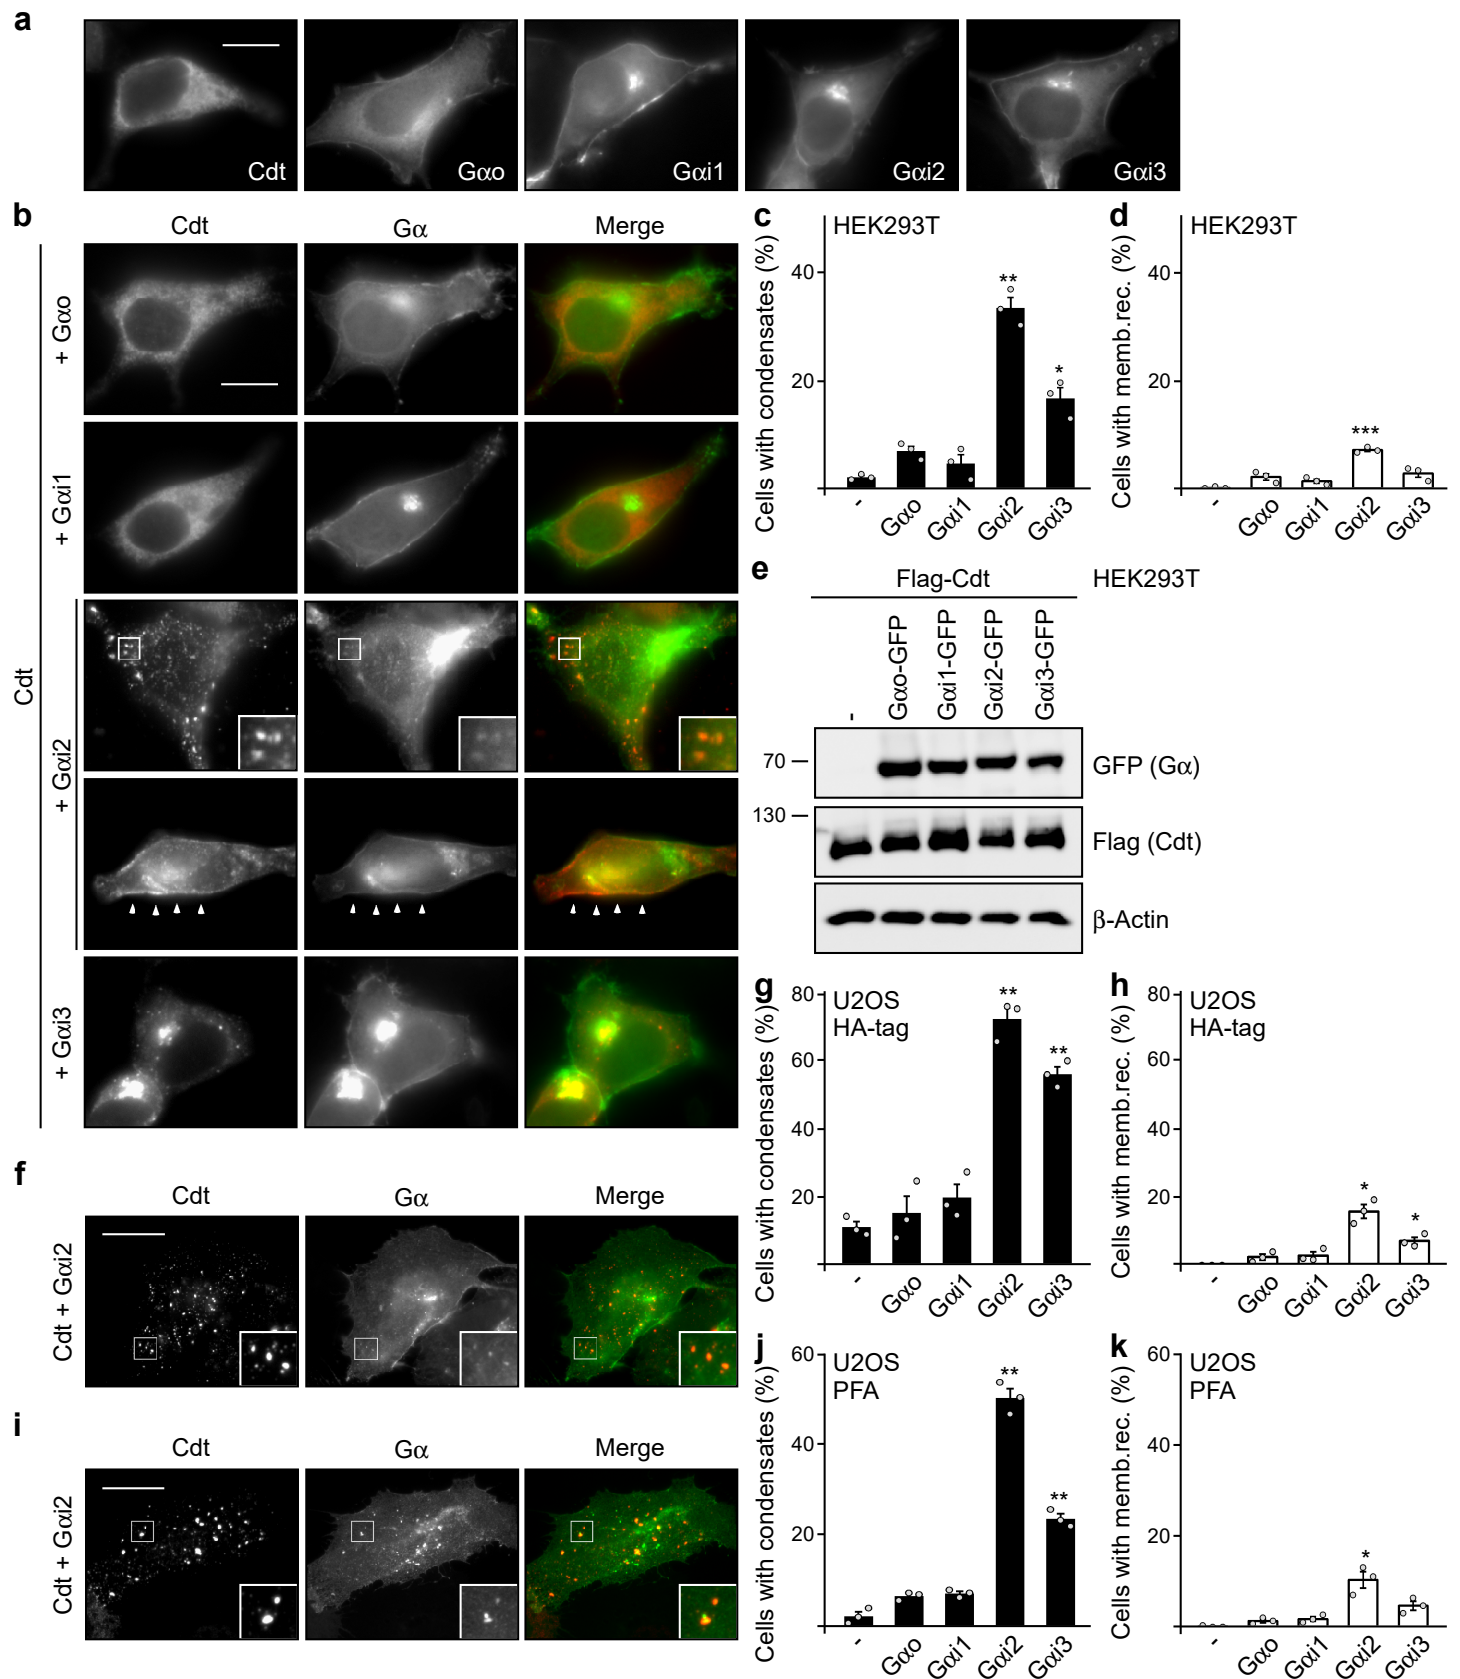 a
Cdt
Gαo
Gαi1
Gαi2
Gαi3
b
Cdt
Gα
Merge
Cdt
+ Gαo
+ Gαi1
+ Gαi2
+ Gαi3
c
HEK293T
Cells with condensates (%)
40
20
**
*
-
Gαo
Gαi1
Gαi2
Gαi3
d
HEK293T
Cells with memb.rec. (%)
40
20
***
-
Gαo
Gαi1
Gαi2
Gαi3
e
Flag-Cdt
HEK293T
-
Gαo-GFP
Gαi1-GFP
Gαi2-GFP
Gαi3-GFP
70
GFP (Gα)
130
Flag (Cdt)
β-Actin
f
Cdt
Gα
Merge
Cdt + Gαi2
g
U2OS
HA-tag
Cells with condensates (%)
80
60
40
20
**
**
-
Gαo
Gαi1
Gαi2
Gαi3
h
U2OS
HA-tag
Cells with memb.rec. (%)
80
60
40
20
*
*
-
Gαo
Gαi1
Gαi2
Gαi3
i
Cdt
Gα
Merge
Cdt + Gαi2
j
U2OS
PFA
Cells with condensates (%)
60
40
20
**
**
-
Gαo
Gαi1
Gαi2
Gαi3
k
U2OS
PFA
Cells with memb.rec. (%)
60
40
20
*
-
Gαo
Gαi1
Gαi2
Gαi3